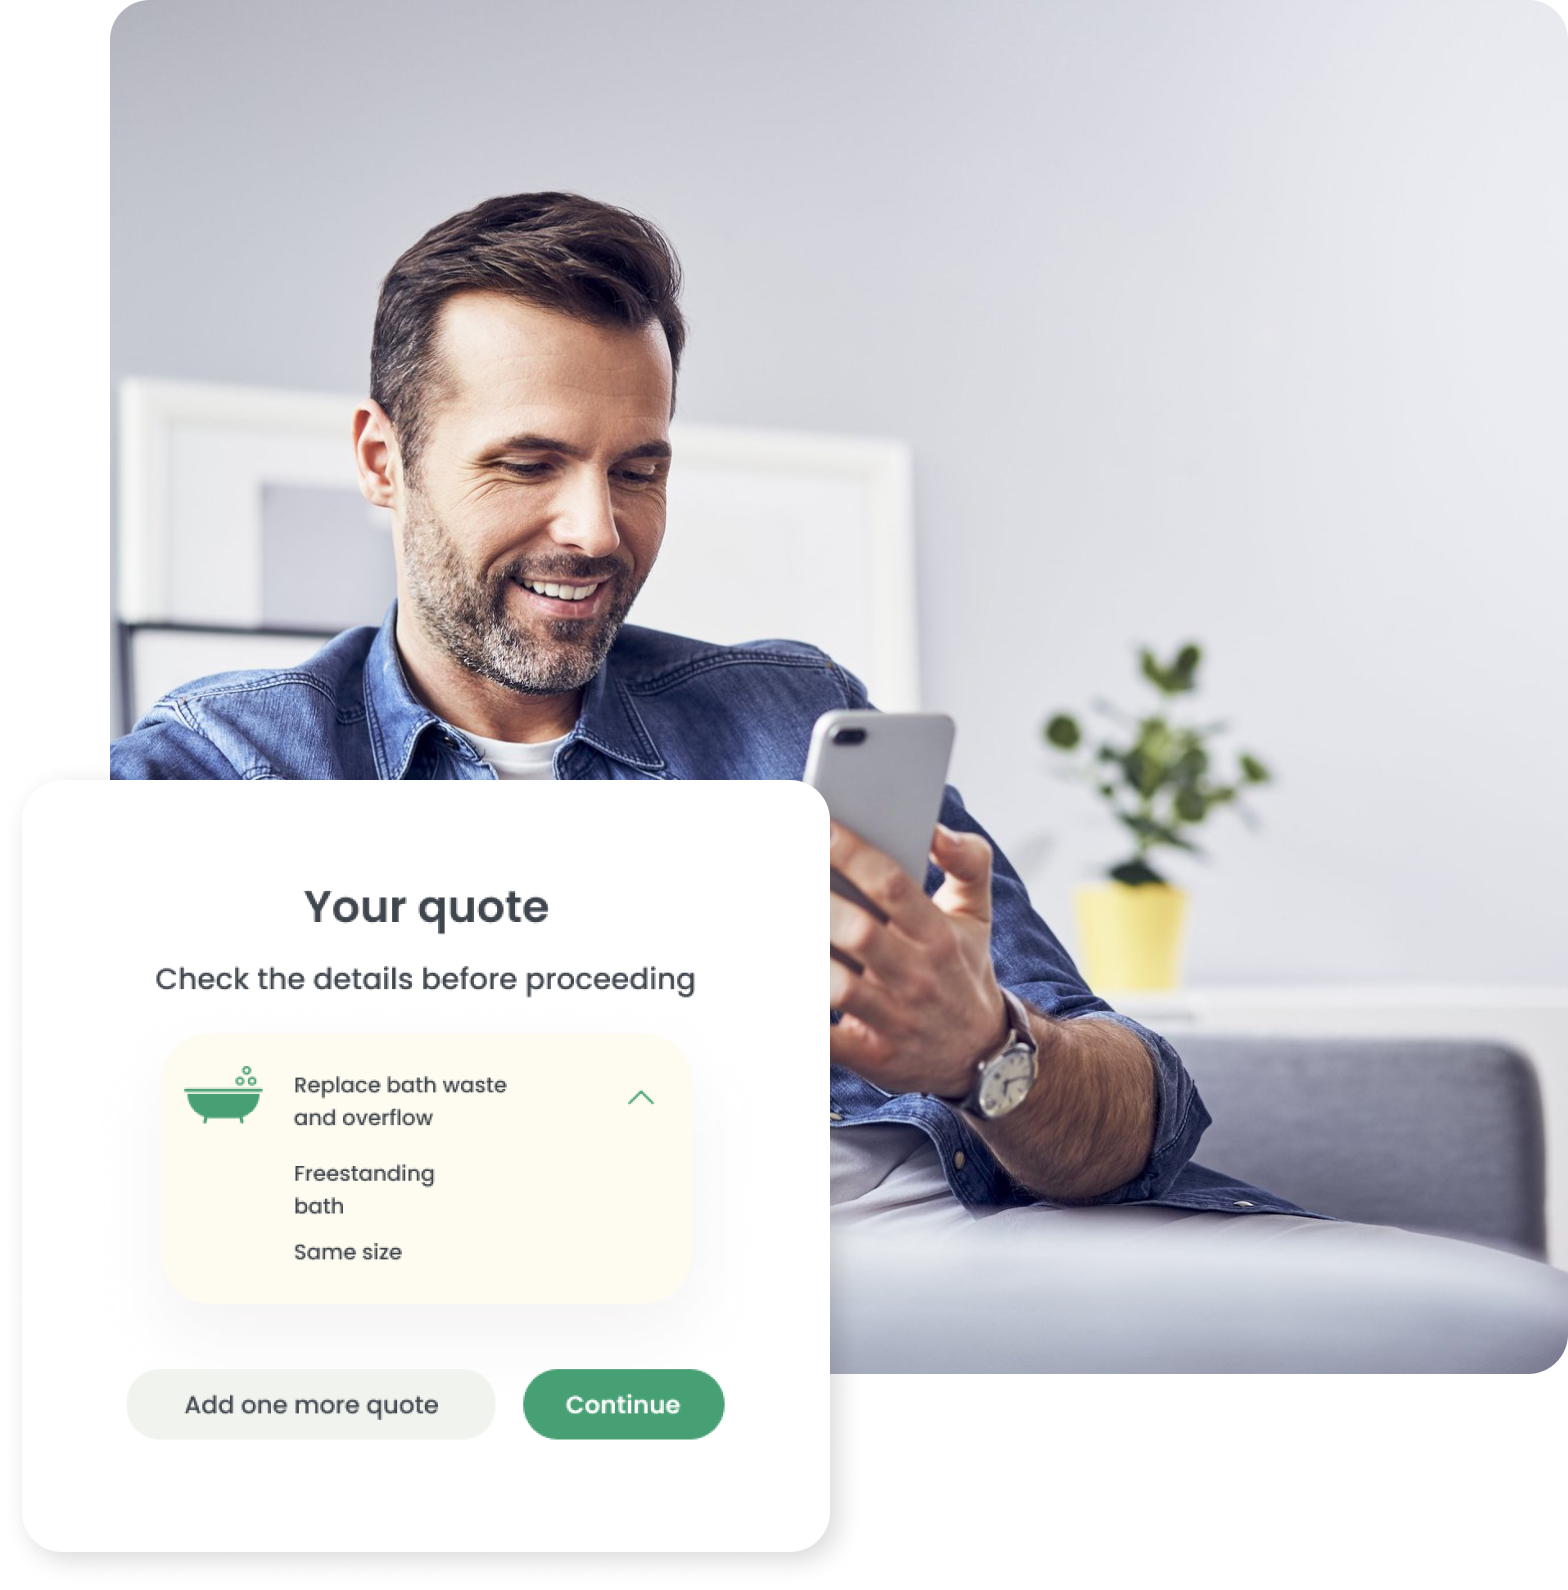 Your quote
Check the details before proceeding
Replace bath waste
and overflow
Freestanding
bath
Same size
Add one more quote
Continue